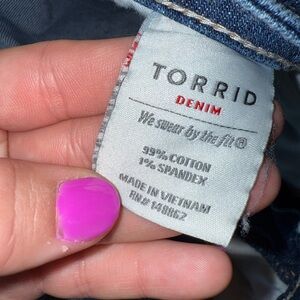 TORRID
DENIM
We swear by the fit®
99% COTTON
1% SPANDEX
MADE IN VIETNAM
RN# 148862